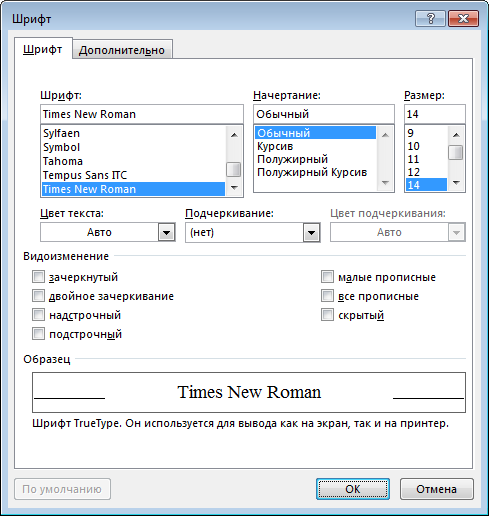 Шрифт
Шрифт Дополнительно
Шрифт: Начертание: Размер:
Times New Roman Обычный 14
Sylfaen Обычный 9
Symbol Курсив 10
Tahoma Полужирный 11
Tempus Sans ITC Полужирный Курсив 12
Times New Roman 14
Цвет текста: Подчеркивание: Цвет подчеркивания:
Авто (нет) Авто
Видоизменение
зачеркнутый малые прописные
двойное зачеркивание все прописные
надстрочный скрытый
подстрочный
Образец
Times New Roman
Шрифт TrueType. Он используется для вывода как на экран, так и на принтер.
По умолчанию ОК Отмена